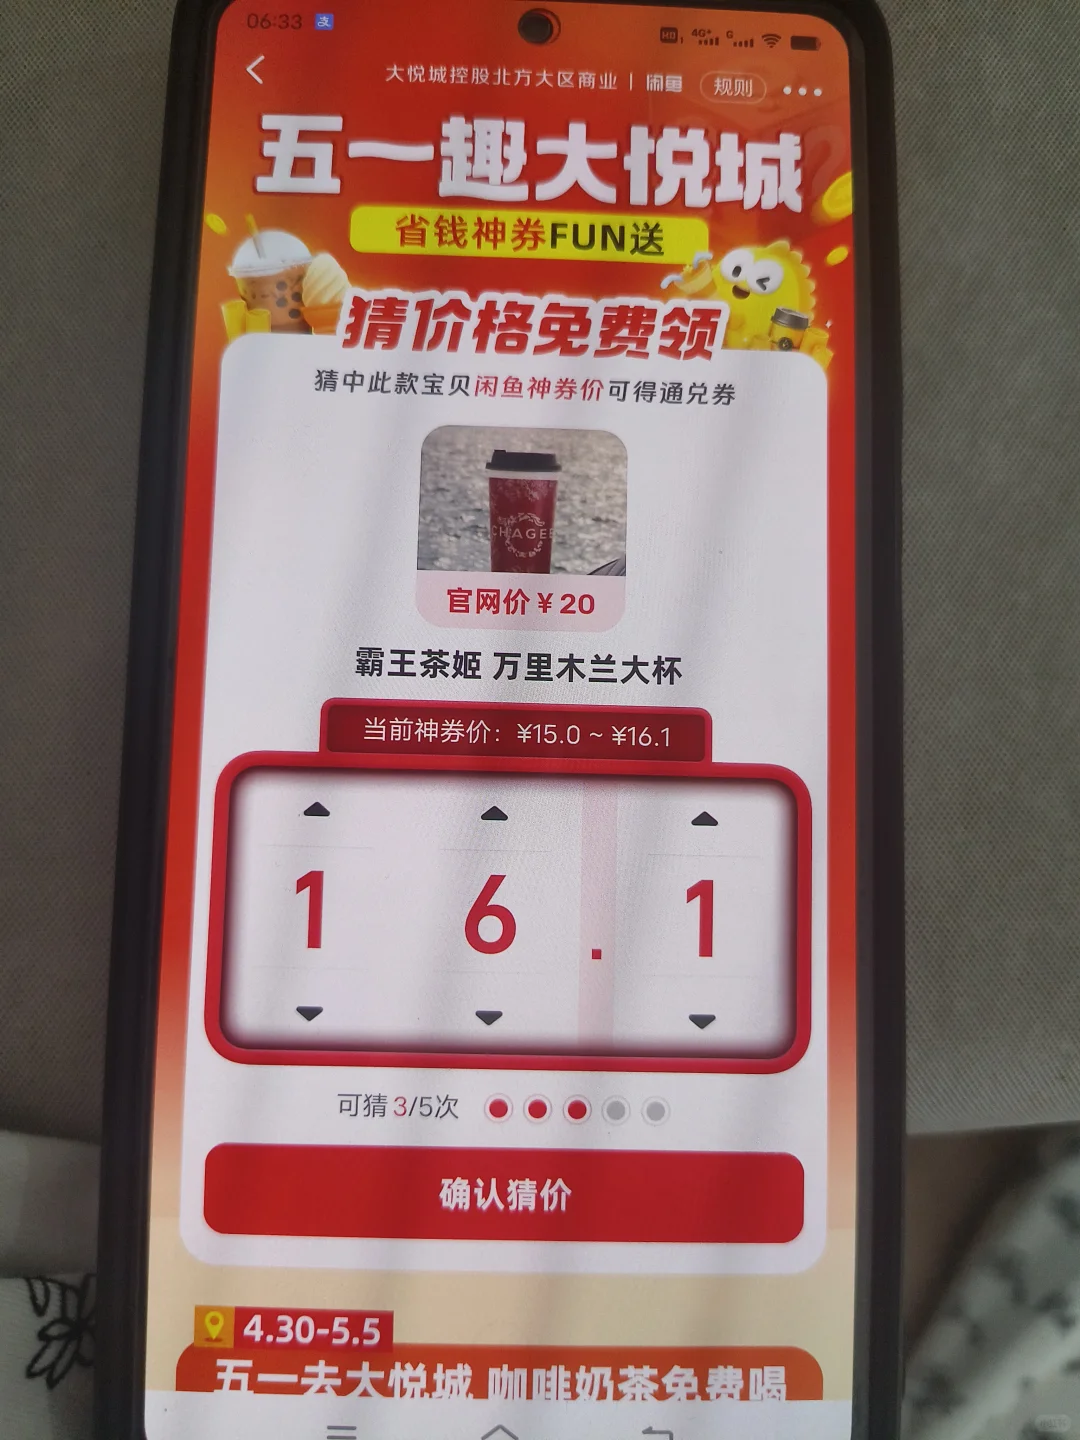 06:33 支
HD 4G+ G
大悦城控股北方大区商业 | 闲鱼 规则
五一趣大悦城
省钱神券FUN送
猜价格免费领
猜中此款宝贝闲鱼神券价可得通兑券
CHAGEE
官网价¥20
霸王茶姬 万里木兰大杯
当前神券价：¥15.0 ~ ¥16.1
1 6 . 1
可猜3/5次
确认猜价
4.30-5.5
五一去大悦城 咖啡奶茶免费喝